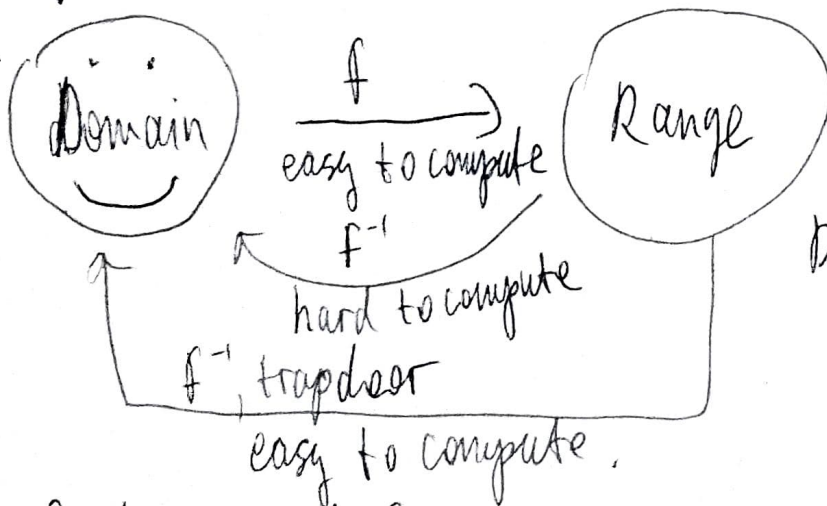 Domain
f
easy to compute
Range
f⁻¹
hard to compute
f⁻¹, trapdoor
easy to compute.